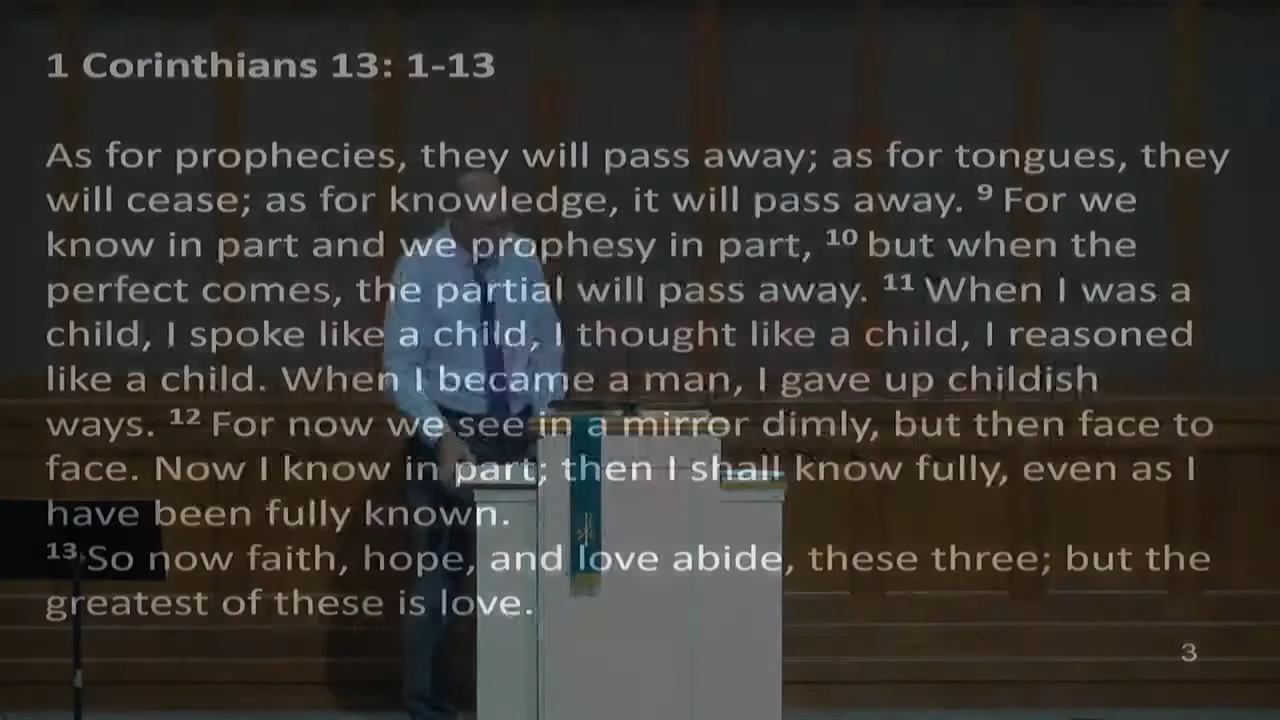 1 Corinthians 13: 1-13
As for prophecies, they will pass away; as for tongues, they
will cease; as for knowledge, it will pass away. ⁹ For we
know in part and we prophesy in part, ¹⁰ but when the
perfect comes, the partial will pass away. ¹¹ When I was a
child, I spoke like a child, I thought like a child, I reasoned
like a child. When I became a man, I gave up childish
ways. ¹² For now we see in a mirror dimly, but then face to
face. Now I know in part; then I shall know fully, even as I
have been fully known.
¹³ So now faith, hope, and love abide, these three; but the
greatest of these is love.
3